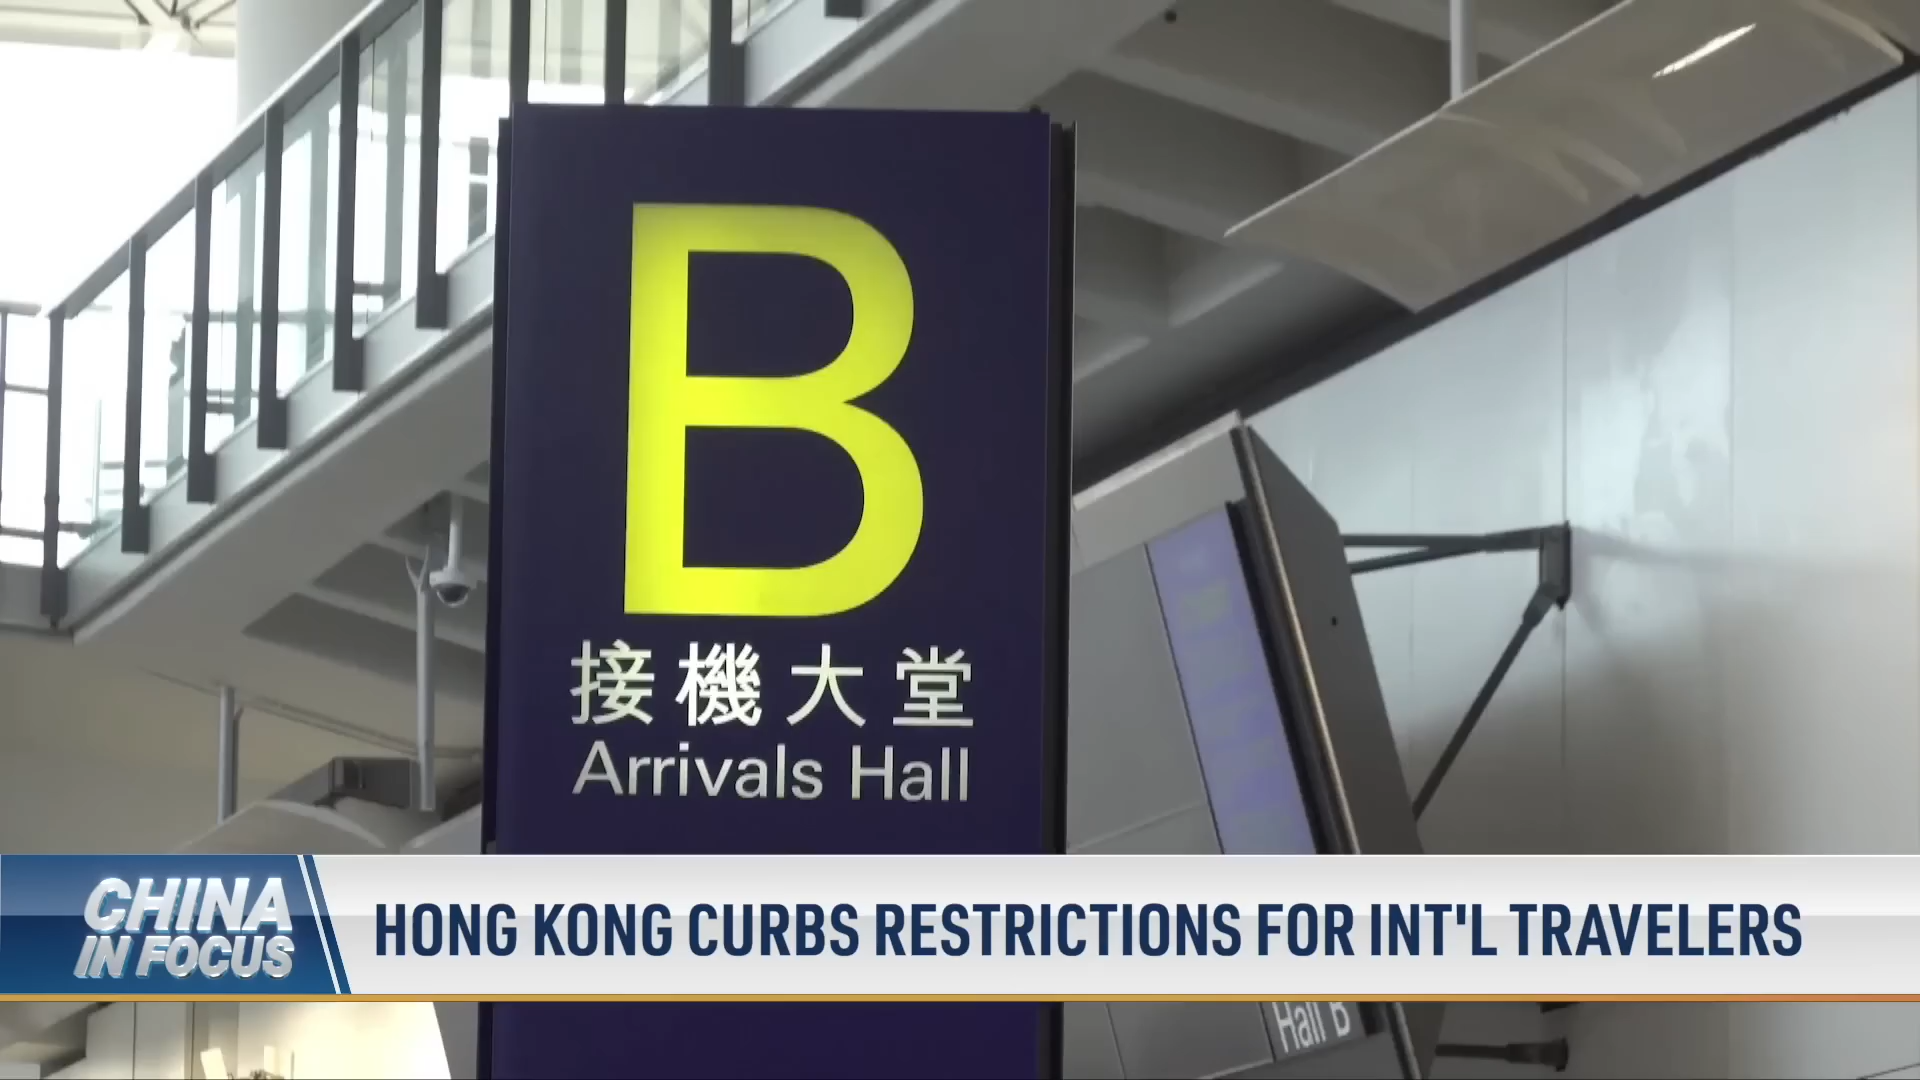 B
接機大堂
Arrivals Hall
CHINA
IN FOCUS
HONG KONG CURBS RESTRICTIONS FOR INT'L TRAVELERS
Hall B